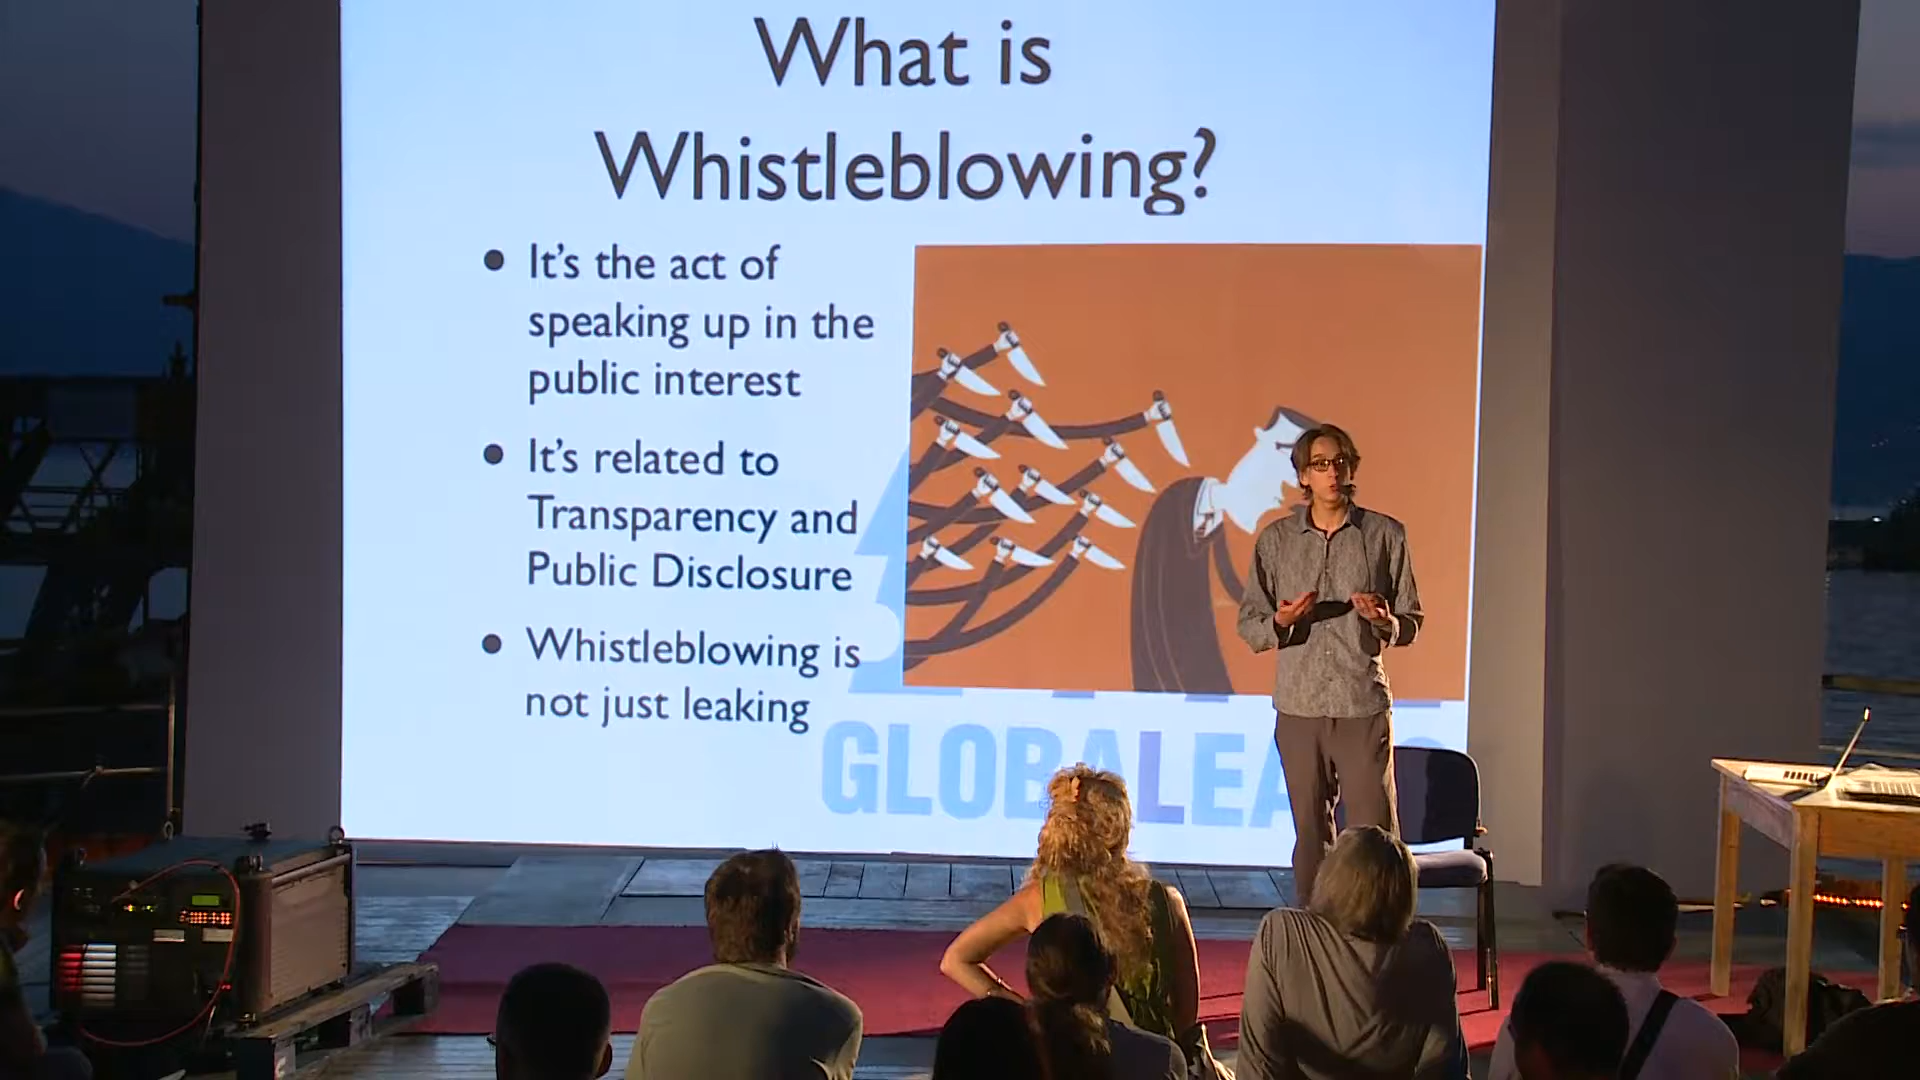 What is
Whistleblowing?
• It's the act of
speaking up in the
public interest
• It's related to
Transparency and
Public Disclosure
• Whistleblowing is
not just leaking
GLOBALEA